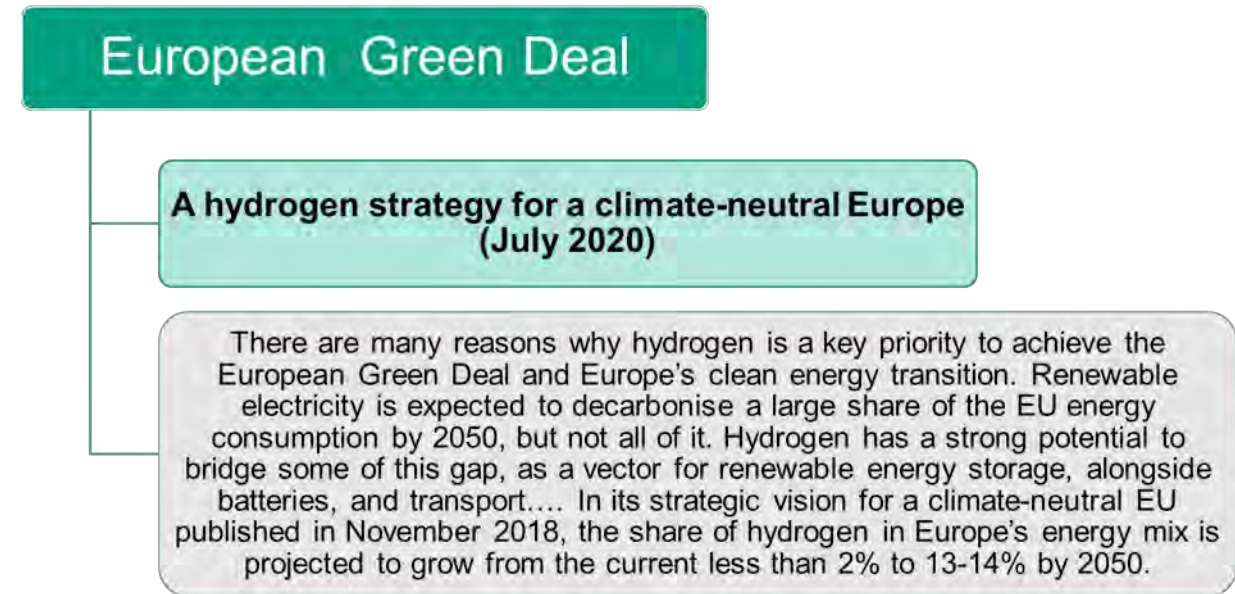 European Green Deal
A hydrogen strategy for a climate-neutral Europe
(July 2020)
There are many reasons why hydrogen is a key priority to achieve the
European Green Deal and Europe's clean energy transition. Renewable
electricity is expected to decarbonise a large share of the EU energy
consumption by 2050, but not all of it. Hydrogen has a strong potential to
bridge some of this gap, as a vector for renewable energy storage, alongside
batteries, and transport…. In its strategic vision for a climate-neutral EU
published in November 2018, the share of hydrogen in Europe's energy mix is
projected to grow from the current less than 2% to 13-14% by 2050.